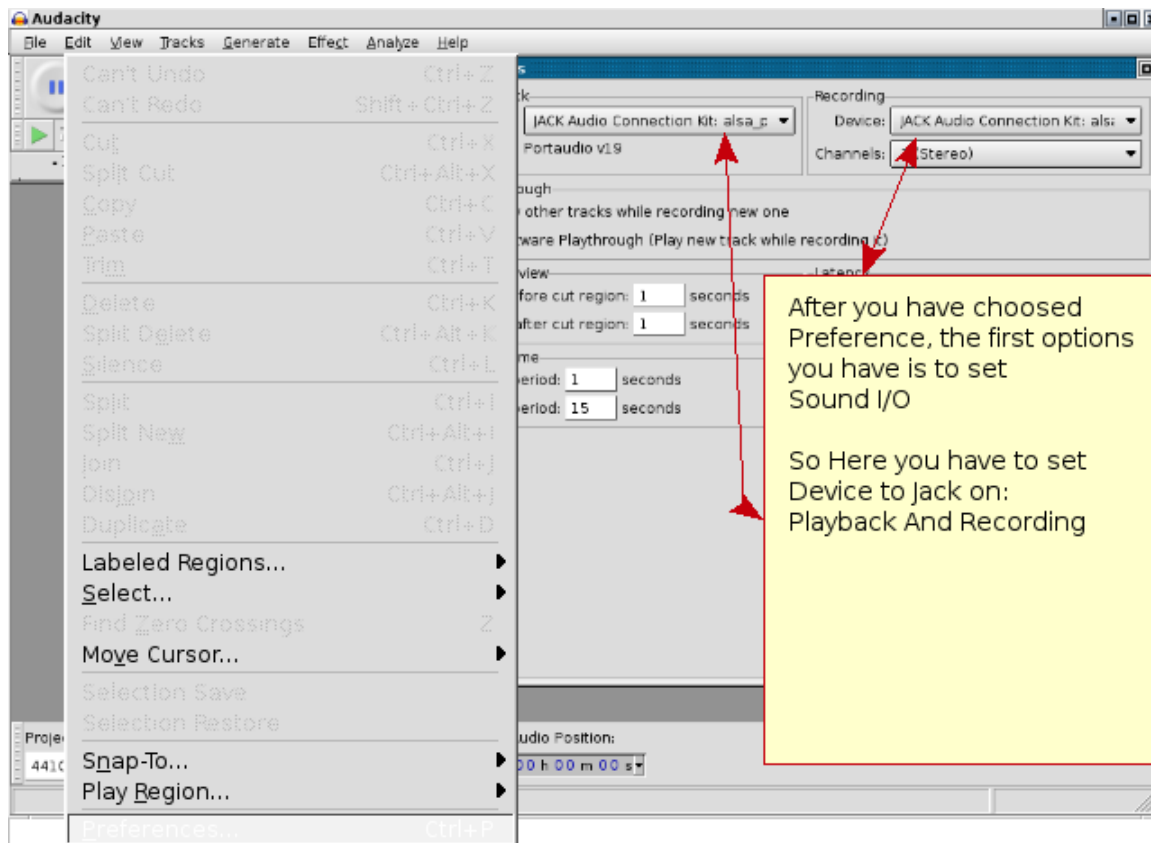 Audacity
File Edit View Tracks Generate Effect Analyze Help
Can't Undo Ctrl+Z
Can't Redo Shift+Ctrl+Z
Cut Ctrl+X
Split Cut Ctrl+Alt+X
Copy Ctrl+C
Paste Ctrl+V
Trim Ctrl+T
Delete Ctrl+K
Split Delete Ctrl+Alt+K
Silence Ctrl+L
Split Ctrl+I
Split New Ctrl+Alt+I
Join Ctrl+J
Disjoin Ctrl+Alt+J
Duplicate Ctrl+D
Labeled Regions...
Select...
Find Zero Crossings Z
Move Cursor...
Selection Save
Selection Restore
Snap-To...
Play Region...
Preferences... Ctrl+P
Recording
JACK Audio Connection Kit: alsa_p
Device: JACK Audio Connection Kit: als
Portaudio v19
Channels: (Stereo)
other tracks while recording new one
ware Playthrough (Play new track while recording it)
view
Latency
fore cut region: 1 seconds
after cut region: 1 seconds
me
period: 1 seconds
period: 15 seconds
After you have choosed
Preference, the first options
you have is to set
Sound I/O
So Here you have to set
Device to Jack on:
Playback And Recording
Proje
udio Position:
441
00 h 00 m 00 s